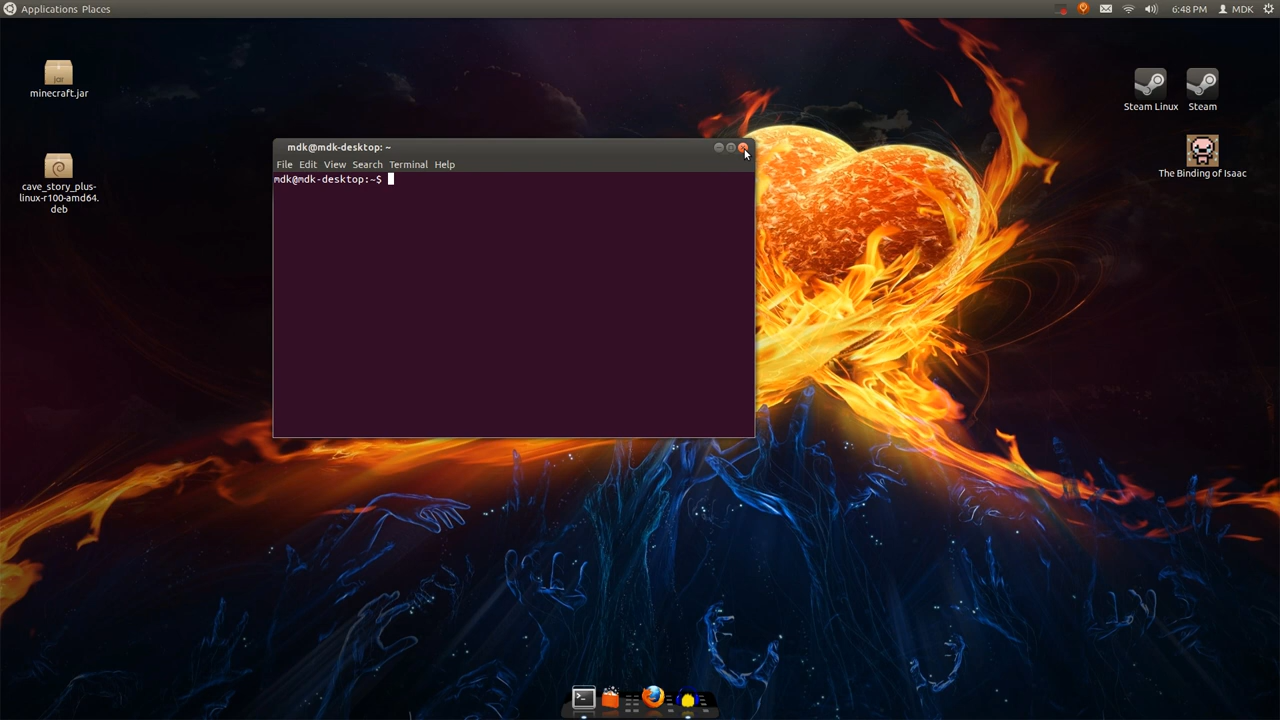 Applications Places
6:48 PM
MDK
minecraft.jar
jar
cave_story_plus-
linux-r100-amd64.
deb
mdk@mdk-desktop: ~
File Edit View Search Terminal Help
mdk@mdk-desktop:~$
Steam Linux
Steam
The Binding of Isaac
>_